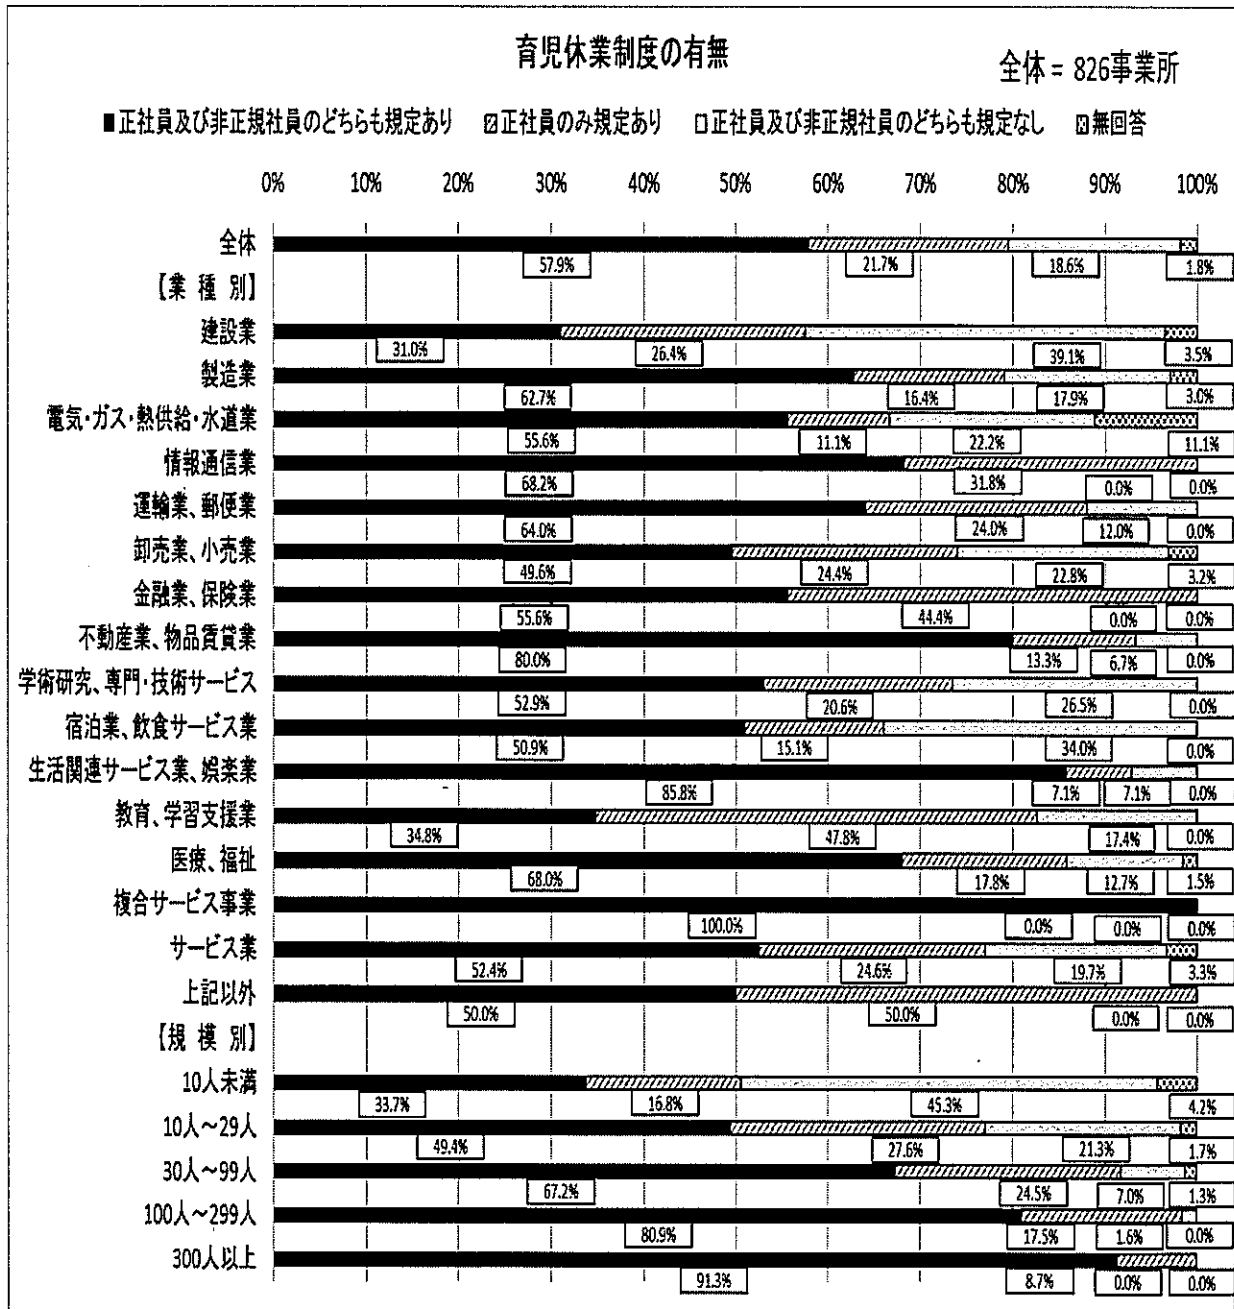 育児休業制度の有無
全体 = 826事業所
■正社員及び非正規社員のどちらも規定あり 正社員のみ規定あり 正社員及び非正規社員のどちらも規定なし 無回答
0% 10% 20% 30% 40% 50% 60% 70% 80% 90% 100%
全体
57.9% 21.7% 18.6% 1.8%
【業 種 別】
建設業
31.0% 26.4% 39.1% 3.5%
製造業
62.7% 16.4% 17.9% 3.0%
電気・ガス・熱供給・水道業
55.6% 11.1% 22.2% 11.1%
情報通信業
68.2% 31.8% 0.0% 0.0%
運輸業、郵便業
64.0% 24.0% 12.0% 0.0%
卸売業、小売業
49.6% 24.4% 22.8% 3.2%
金融業、保険業
55.6% 44.4% 0.0% 0.0%
不動産業、物品賃貸業
80.0% 13.3% 6.7% 0.0%
学術研究、専門・技術サービス
52.9% 20.6% 26.5% 0.0%
宿泊業、飲食サービス業
50.9% 15.1% 34.0% 0.0%
生活関連サービス業、娯楽業
85.8% 7.1% 7.1% 0.0%
教育、学習支援業
34.8% 47.8% 17.4% 0.0%
医療、福祉
68.0% 17.8% 12.7% 1.5%
複合サービス事業
100.0% 0.0% 0.0% 0.0%
サービス業
52.4% 24.6% 19.7% 3.3%
上記以外
50.0% 50.0% 0.0% 0.0%
【規 模 別】
10人未満
33.7% 16.8% 45.3% 4.2%
10人～29人
49.4% 27.6% 21.3% 1.7%
30人～99人
67.2% 24.5% 7.0% 1.3%
100人～299人
80.9% 17.5% 1.6% 0.0%
300人以上
91.3% 8.7% 0.0% 0.0%